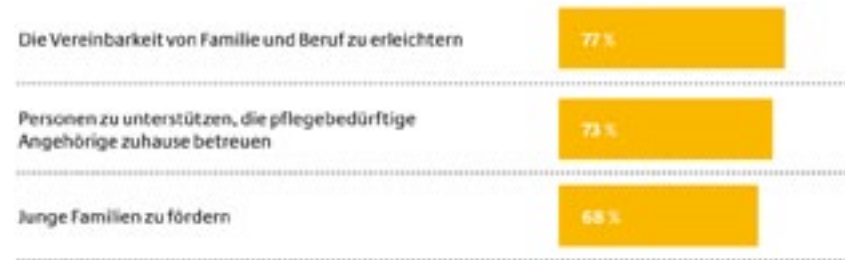 Die Vereinbarkeit von Familie und Beruf zu erleichtern 77 %
Personen zu unterstützen, die pflegebedürftige
Angehörige zuhause betreuen 73 %
Junge Familien zu fördern 68 %